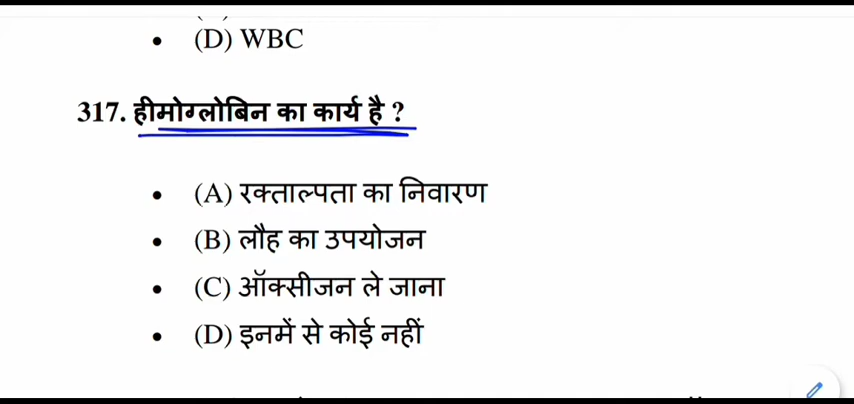 (D) WBC
317. हीमोग्लोबिन का कार्य है ?
(A) रक्ताल्पता का निवारण
(B) लौह का उपयोजन
(C) ऑक्सीजन ले जाना
(D) इनमें से कोई नहीं